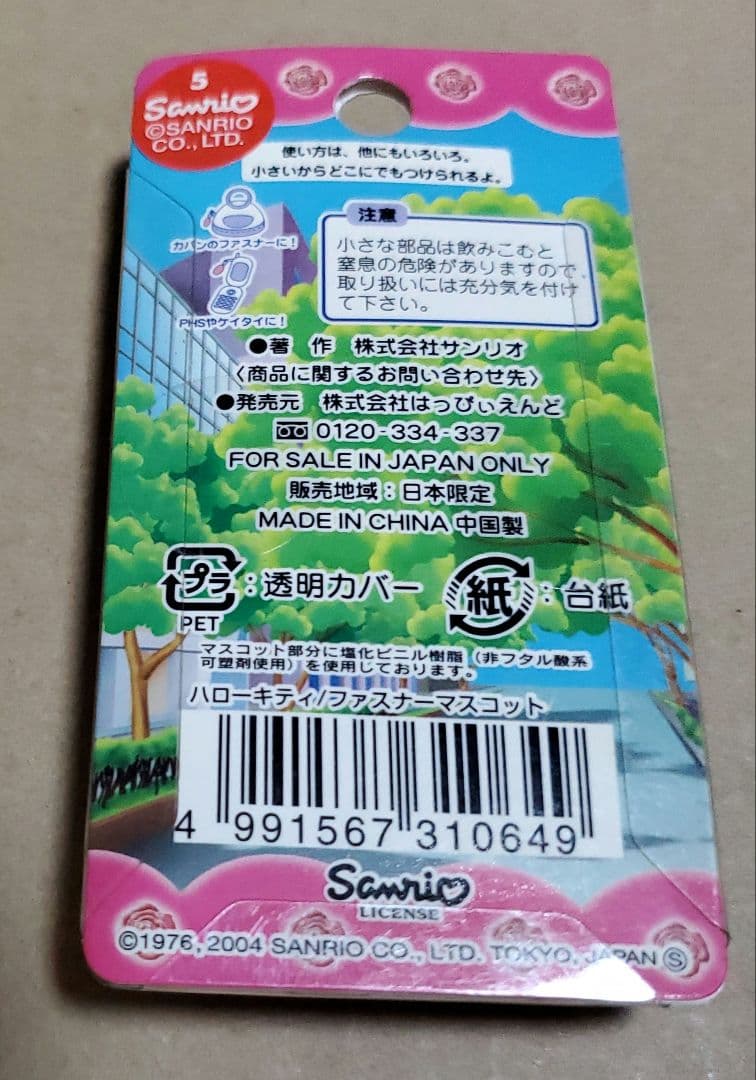 5
Sanrio
©SANRIO
CO., LTD.
使い方は、他にもいろいろ。
小さいからどこにでもつけられるよ。
カバンのファスナーに!
PHSやケイタイに!
注意
小さな部品は飲みこむと
窒息の危険がありますので、
取り扱いには充分気を付け
て下さい。
●著 作 株式会社サンリオ
〈商品に関するお問い合わせ先〉
●発売元 株式会社はっぴぃえんど
0120-334-337
FOR SALE IN JAPAN ONLY
販売地域:日本限定
MADE IN CHINA 中国製
プラ:透明カバー
PET
紙:台紙
マスコット部分に塩化ビニル樹脂(非フタル酸系
可塑剤使用)を使用しております。
ハローキティ/ファスナーマスコット
4 991567 310649
Sanrio
LICENSE
©1976, 2004 SANRIO CO., LTD. TOKYO, JAPAN Ⓢ